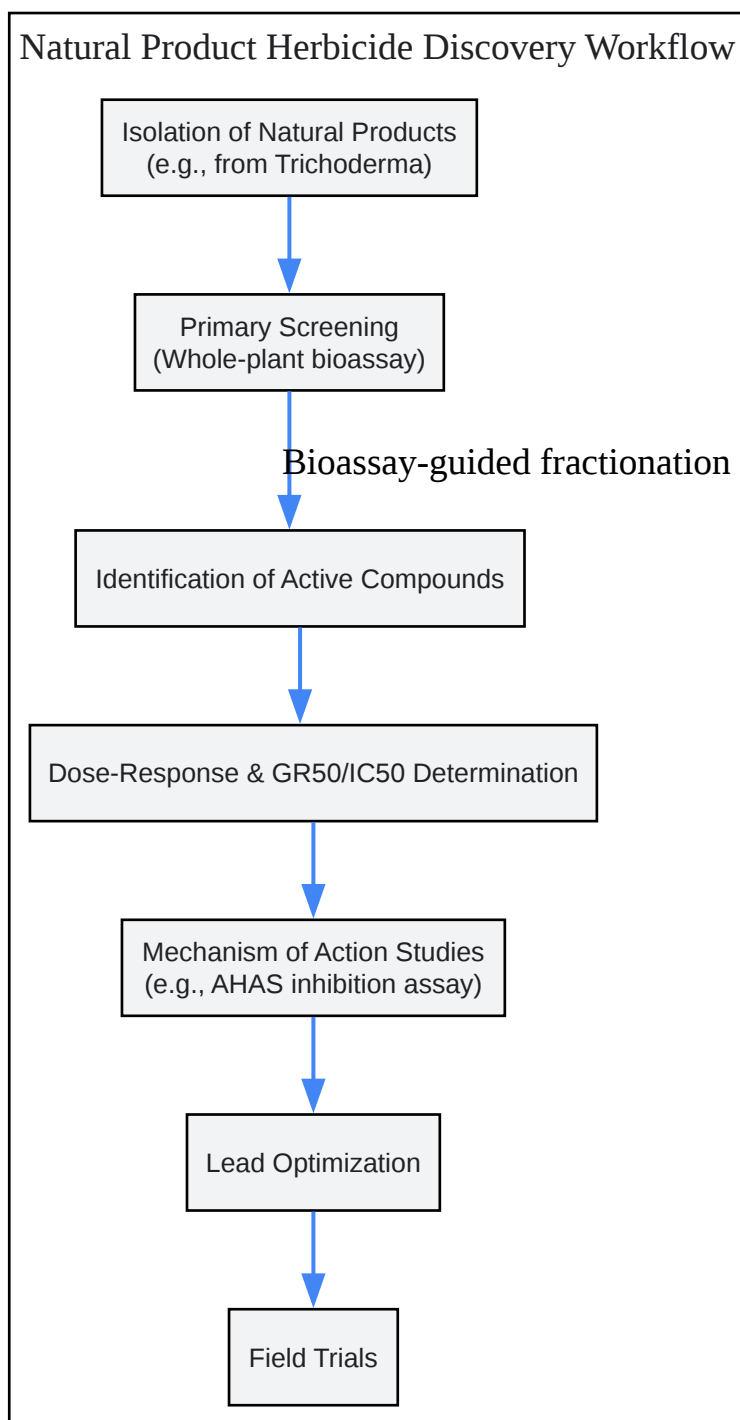 Natural Product Herbicide Discovery Workflow
Isolation of Natural Products
(e.g., from Trichoderma)
Primary Screening
(Whole-plant bioassay)
Bioassay-guided fractionation
Identification of Active Compounds
Dose-Response & GR50/IC50 Determination
Mechanism of Action Studies
(e.g., AHAS inhibition assay)
Lead Optimization
Field Trials